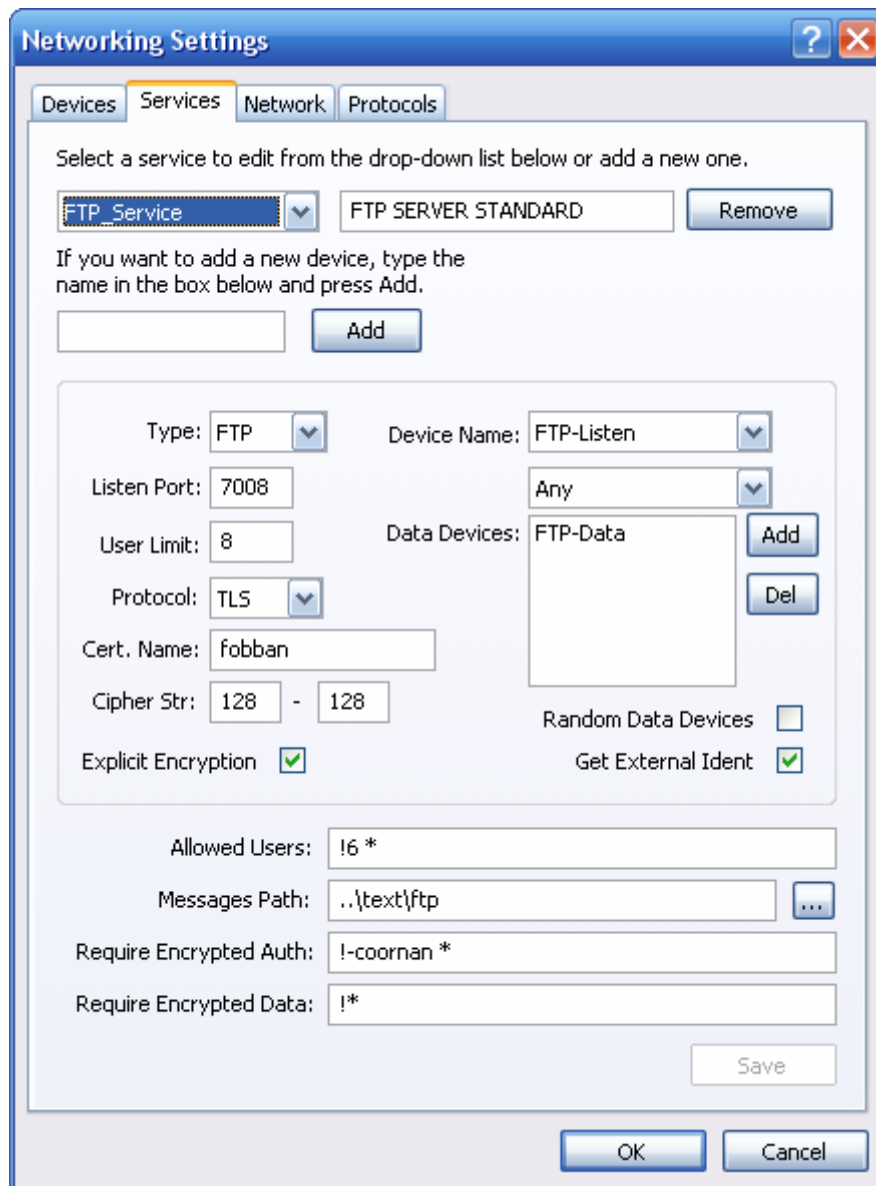 Networking Settings
Devices Services Network Protocols
Select a service to edit from the drop-down list below or add a new one.
FTP_Service FTP SERVER STANDARD Remove
If you want to add a new device, type the
name in the box below and press Add.
Add
Type: FTP Device Name: FTP-Listen
Listen Port: 7008 Any
User Limit: 8 Data Devices: FTP-Data Add
Protocol: TLS Del
Cert. Name: fobban
Cipher Str: 128 - 128
Random Data Devices
Explicit Encryption Get External Ident
Allowed Users: !6 *
Messages Path: ..\text\ftp ...
Require Encrypted Auth: !-coornan *
Require Encrypted Data: !*
Save
OK Cancel